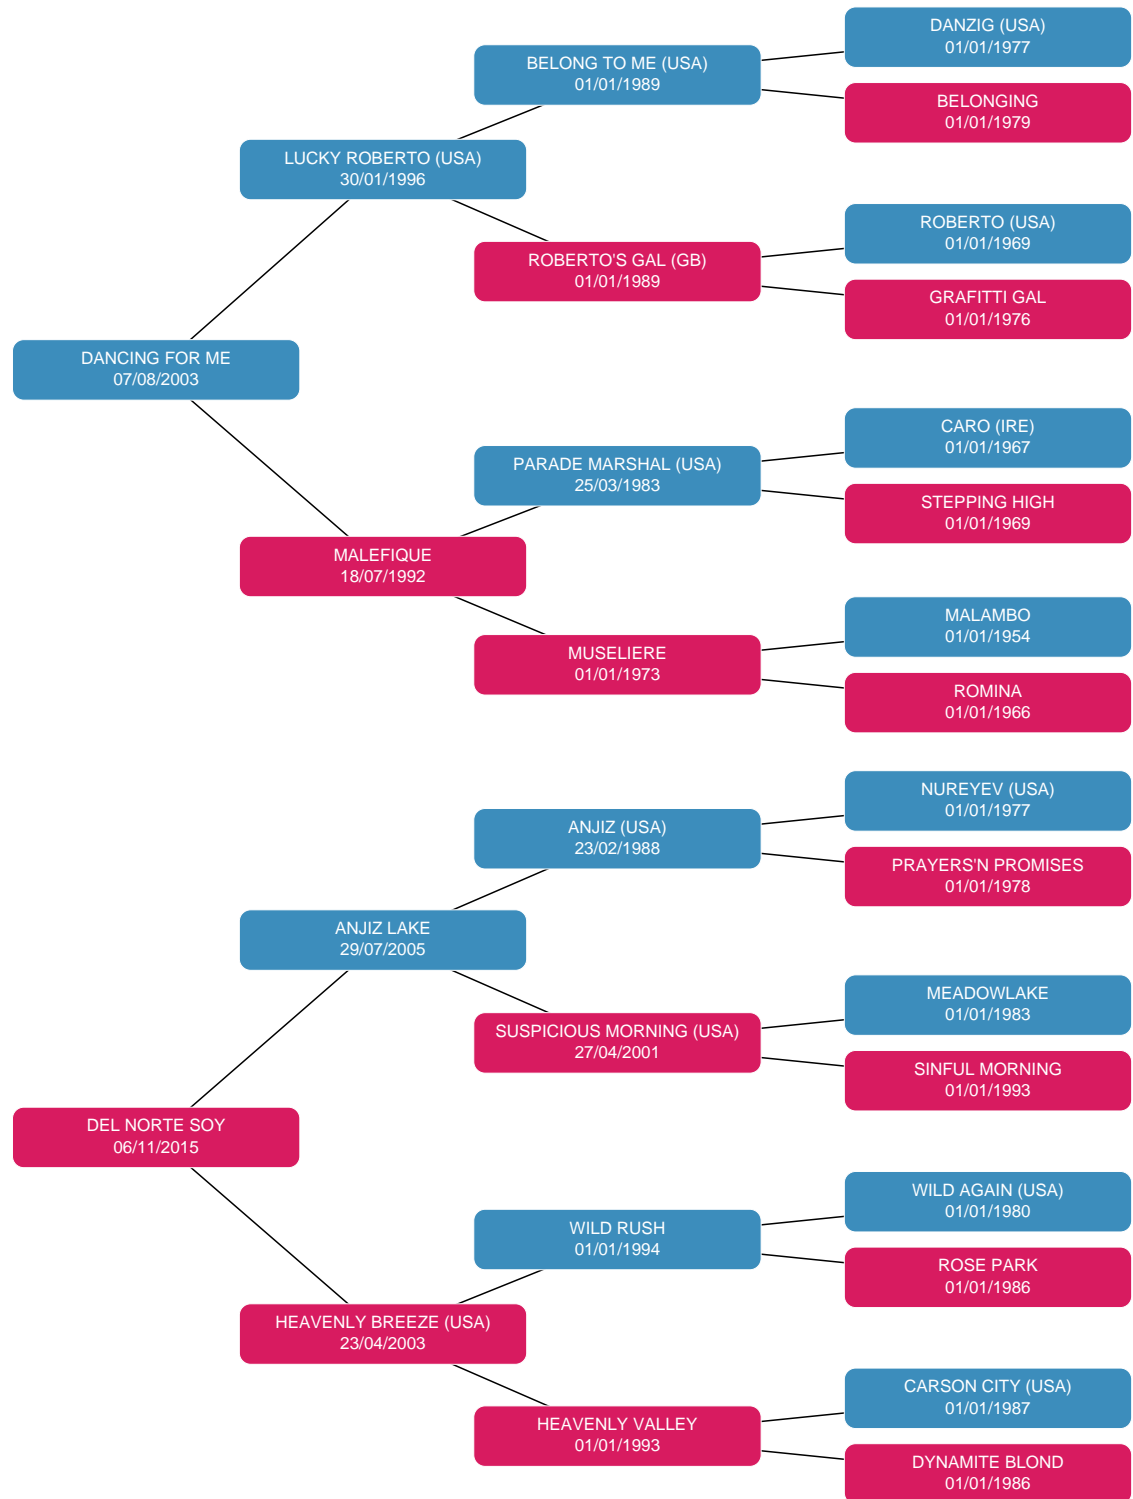 DANZIG (USA)
01/01/1977
BELONG TO ME (USA)
01/01/1989
BELONGING
01/01/1979
LUCKY ROBERTO (USA)
30/01/1996
ROBERTO (USA)
01/01/1969
ROBERTO'S GAL (GB)
01/01/1989
GRAFITTI GAL
01/01/1976
DANCING FOR ME
07/08/2003
CARO (IRE)
01/01/1967
PARADE MARSHAL (USA)
25/03/1983
STEPPING HIGH
01/01/1969
MALEFIQUE
18/07/1992
MALAMBO
01/01/1954
MUSELIERE
01/01/1973
ROMINA
01/01/1966
NUREYEV (USA)
01/01/1977
ANJIZ (USA)
23/02/1988
PRAYERS'N PROMISES
01/01/1978
ANJIZ LAKE
29/07/2005
MEADOWLAKE
01/01/1983
SUSPICIOUS MORNING (USA)
27/04/2001
SINFUL MORNING
01/01/1993
DEL NORTE SOY
06/11/2015
WILD AGAIN (USA)
01/01/1980
WILD RUSH
01/01/1994
ROSE PARK
01/01/1986
HEAVENLY BREEZE (USA)
23/04/2003
CARSON CITY (USA)
01/01/1987
HEAVENLY VALLEY
01/01/1993
DYNAMITE BLOND
01/01/1986